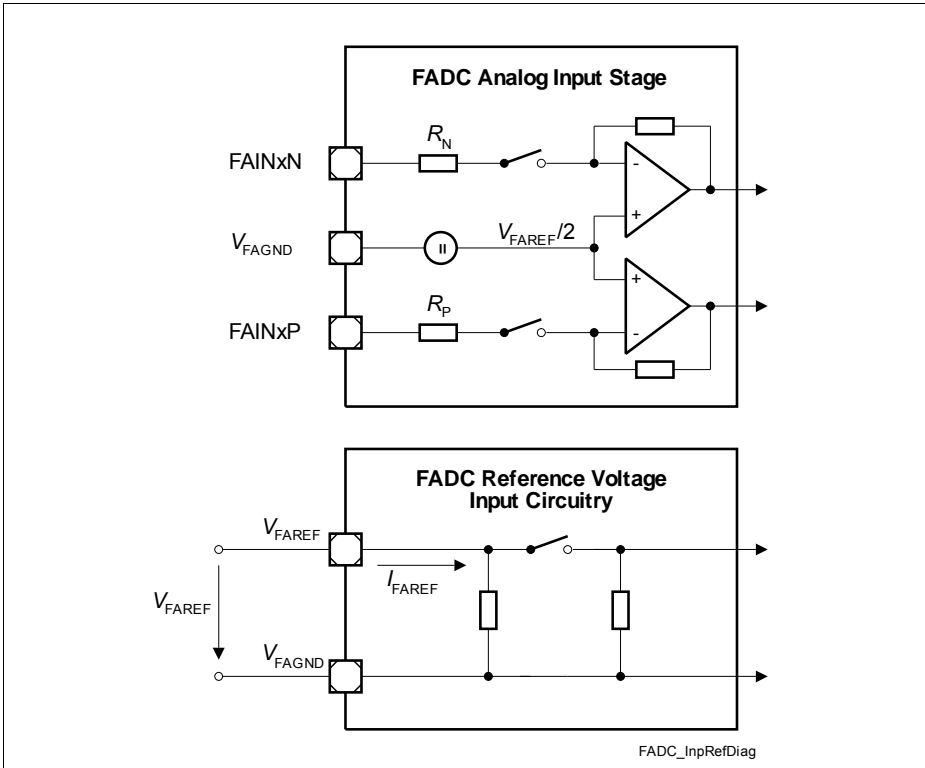 FADC Analog Input Stage
RN
FAINxN
-
+
VFAREF/2
VFAGND
=
+
RP
FAINxP
-
FADC Reference Voltage
Input Circuitry
VFAREF
IFAREF
VFAREF
VFAGND
FADC_InpRefDiag